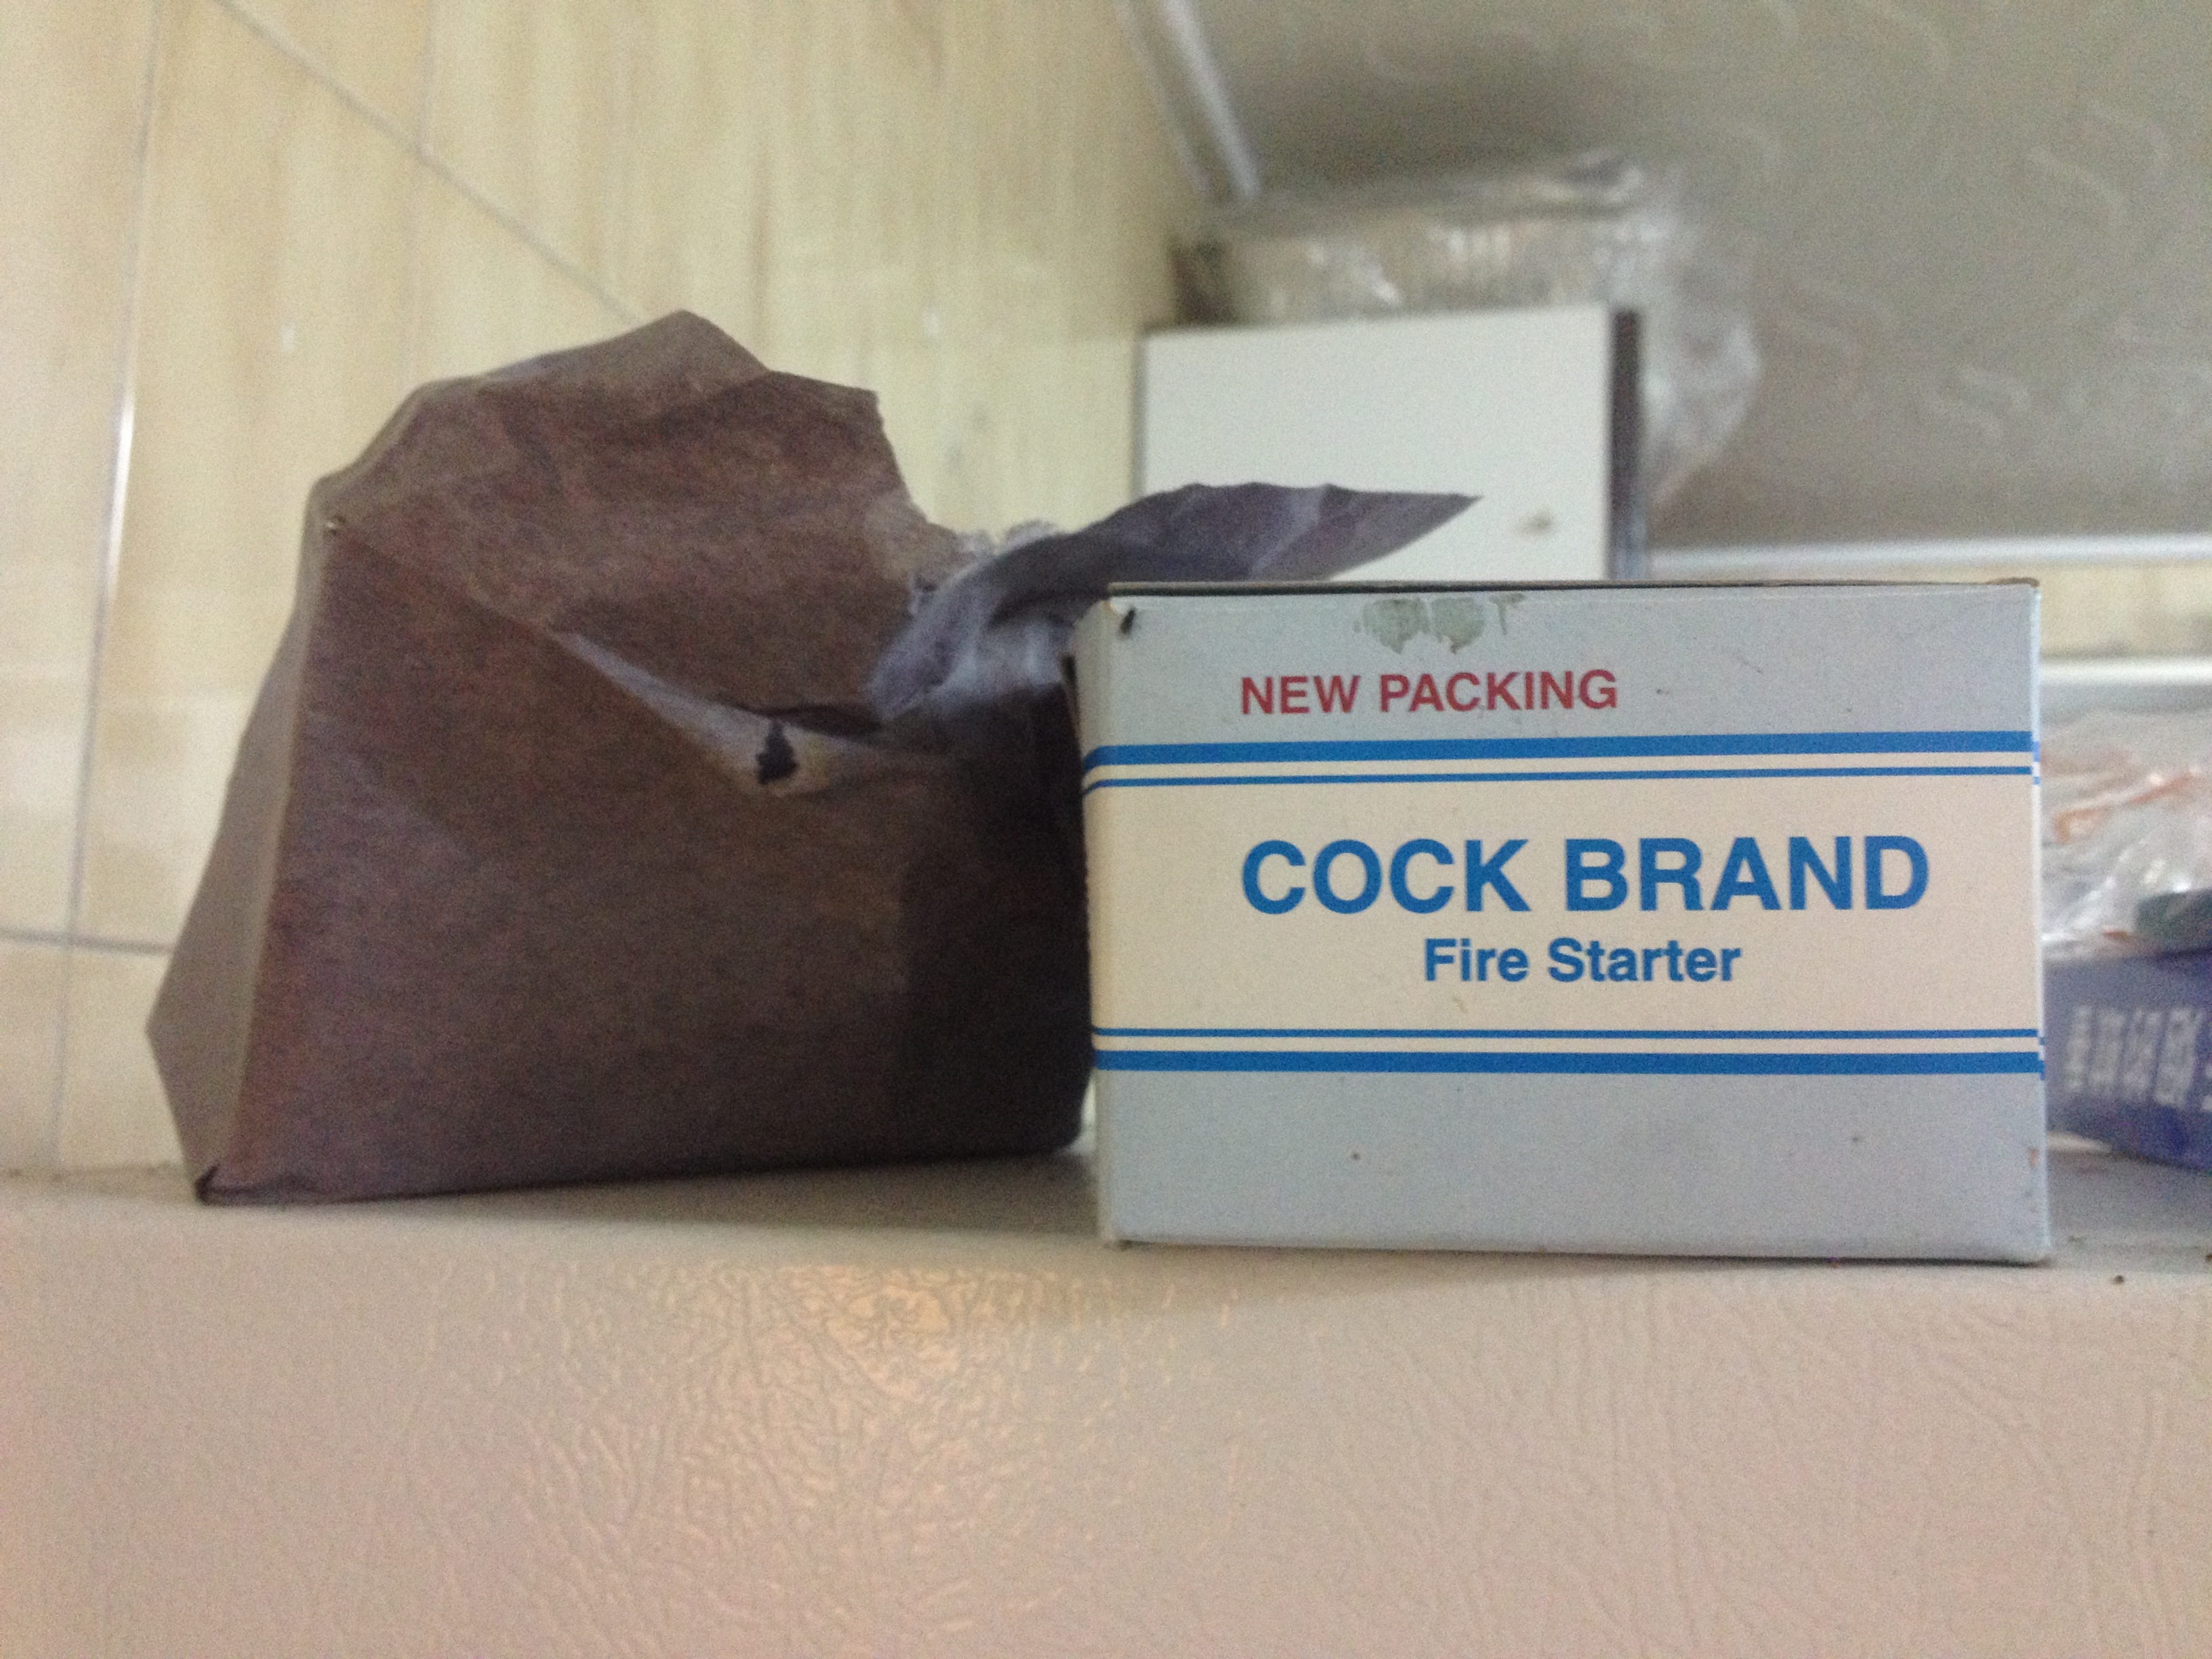 NEW PACKING
COCK BRAND
Fire Starter